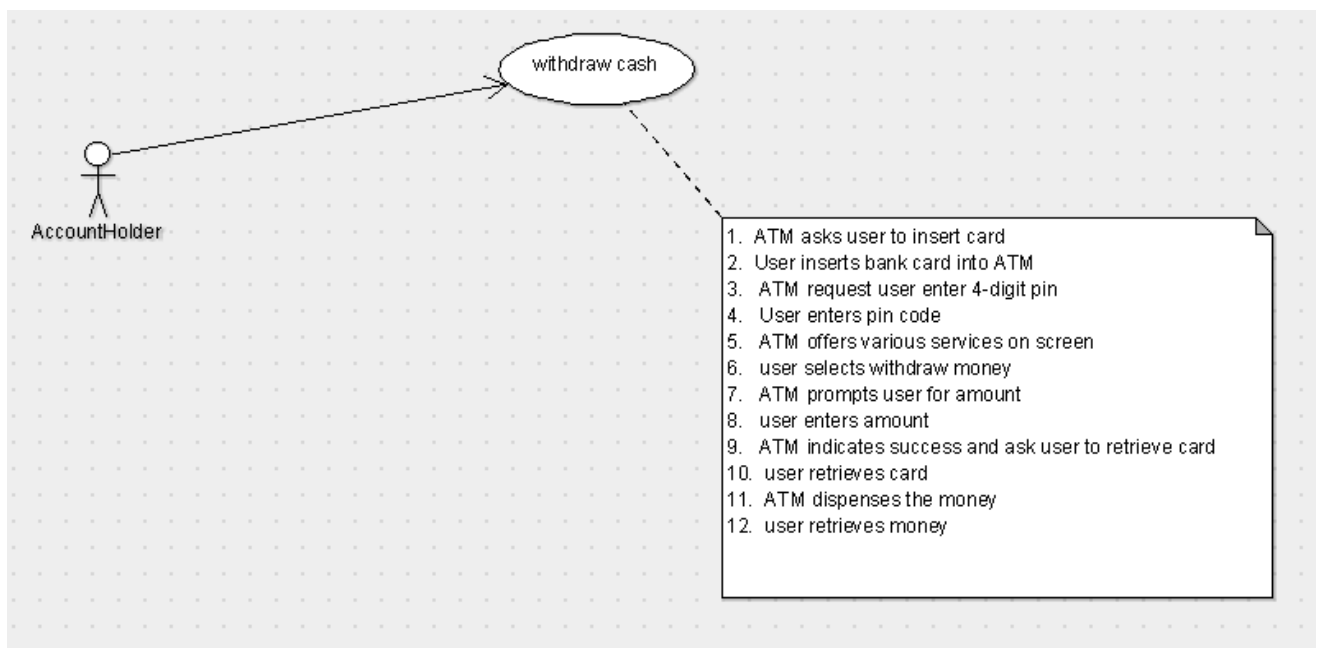 withdraw cash
AccountHolder
1. ATM asks user to insert card
2. User inserts bank card into ATM
3. ATM request user enter 4-digit pin
4. User enters pin code
5. ATM offers various services on screen
6. user selects withdraw money
7. ATM prompts user for amount
8. user enters amount
9. ATM indicates success and ask user to retrieve card
10. user retrieves card
11. ATM dispenses the money
12. user retrieves money